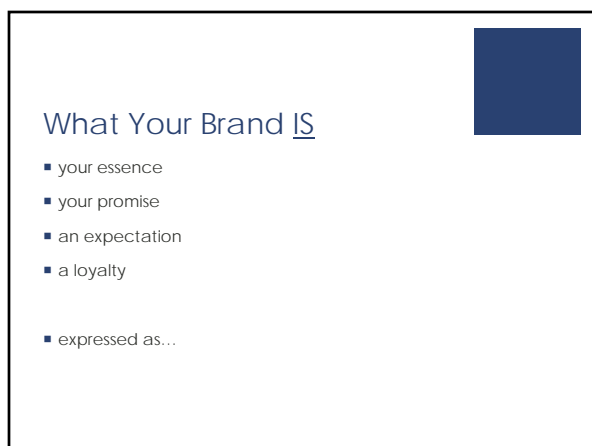 What Your Brand IS
▪ your essence
▪ your promise
▪ an expectation
▪ a loyalty
▪ expressed as…